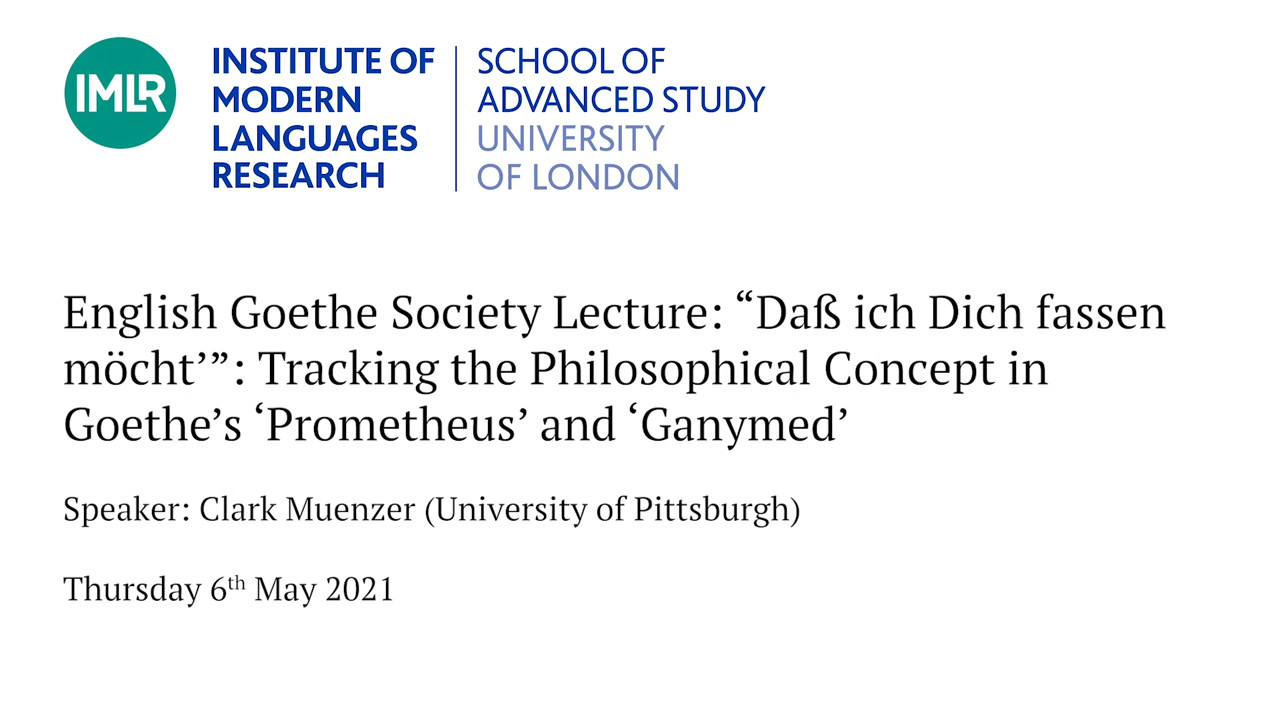 IMLR
INSTITUTE OF
MODERN
LANGUAGES
RESEARCH
SCHOOL OF
ADVANCED STUDY
UNIVERSITY
OF LONDON
English Goethe Society Lecture: “Daß ich Dich fassen
möcht’”: Tracking the Philosophical Concept in
Goethe’s ‘Prometheus’ and ‘Ganymed’
Speaker: Clark Muenzer (University of Pittsburgh)
Thursday 6th May 2021